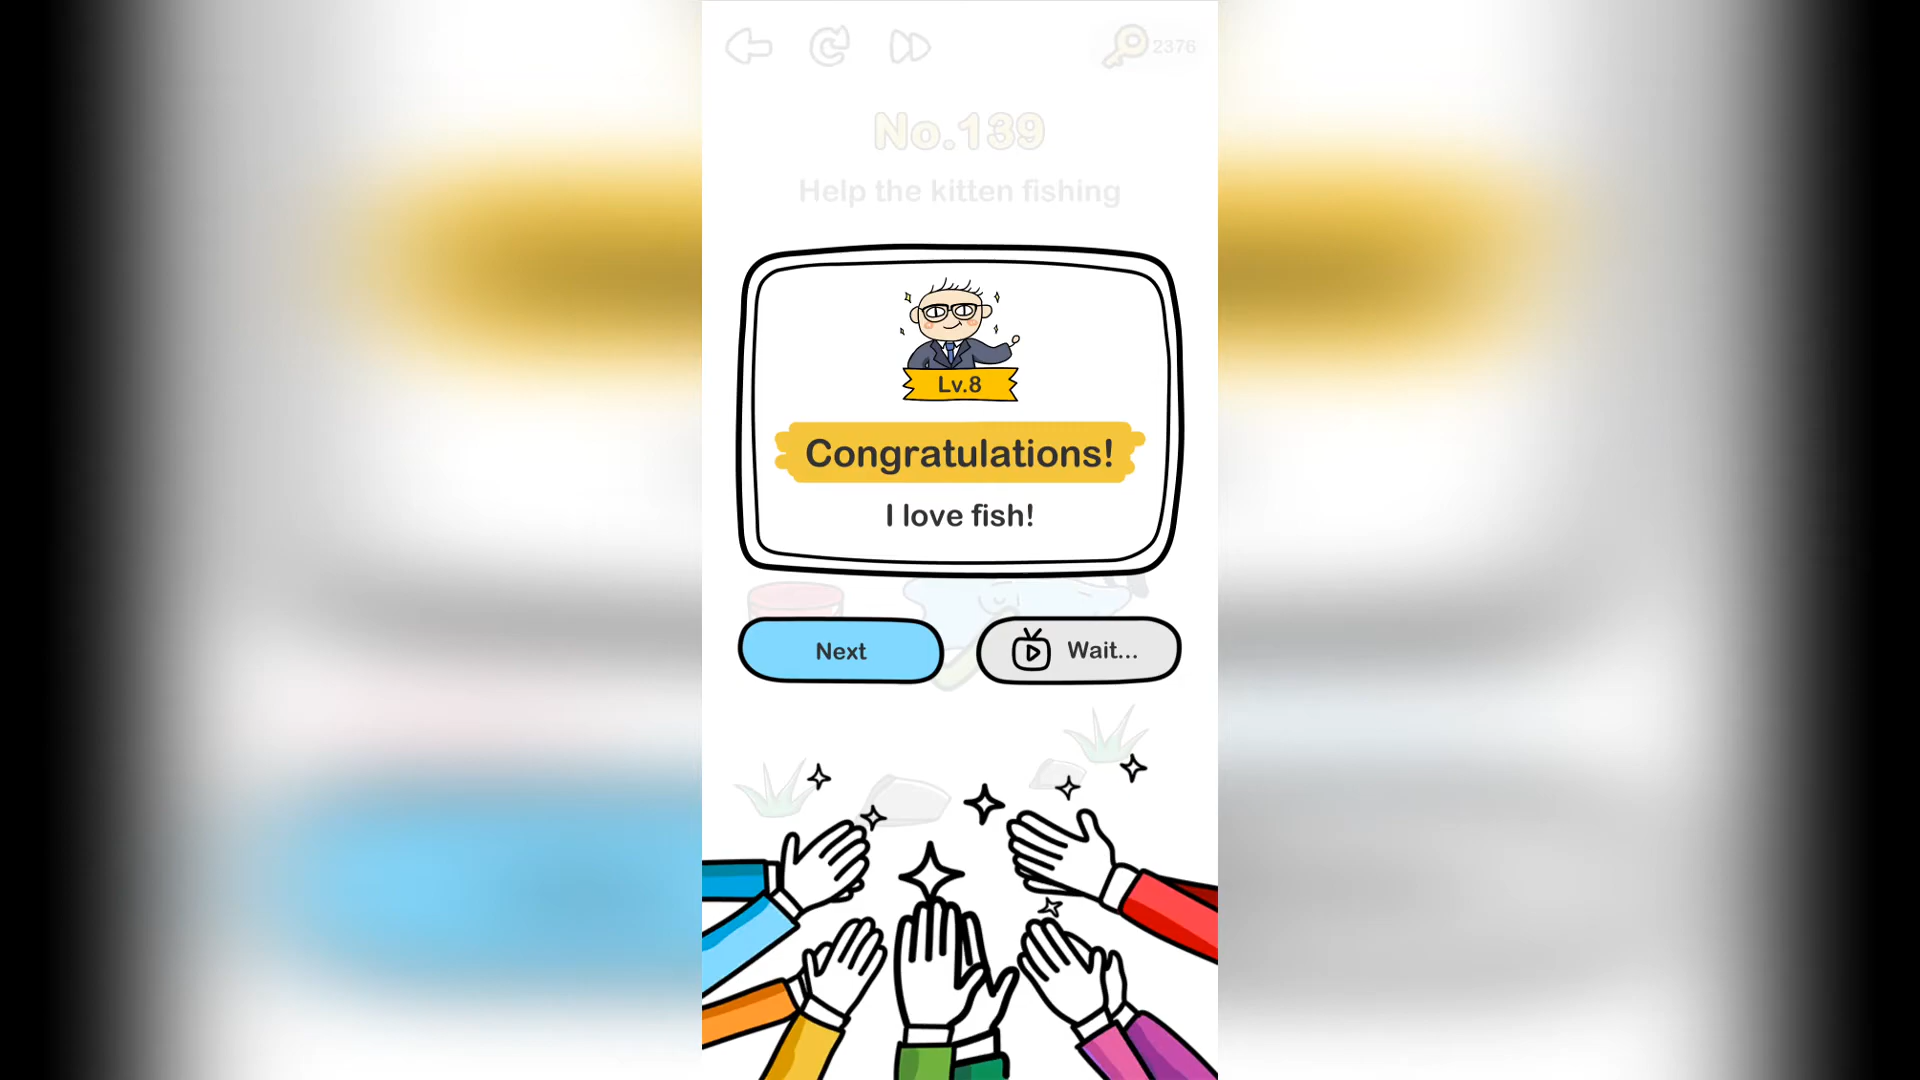 2376
No.139
Help the kitten fishing
Lv.8
Congratulations!
I love fish!
Next
Wait...